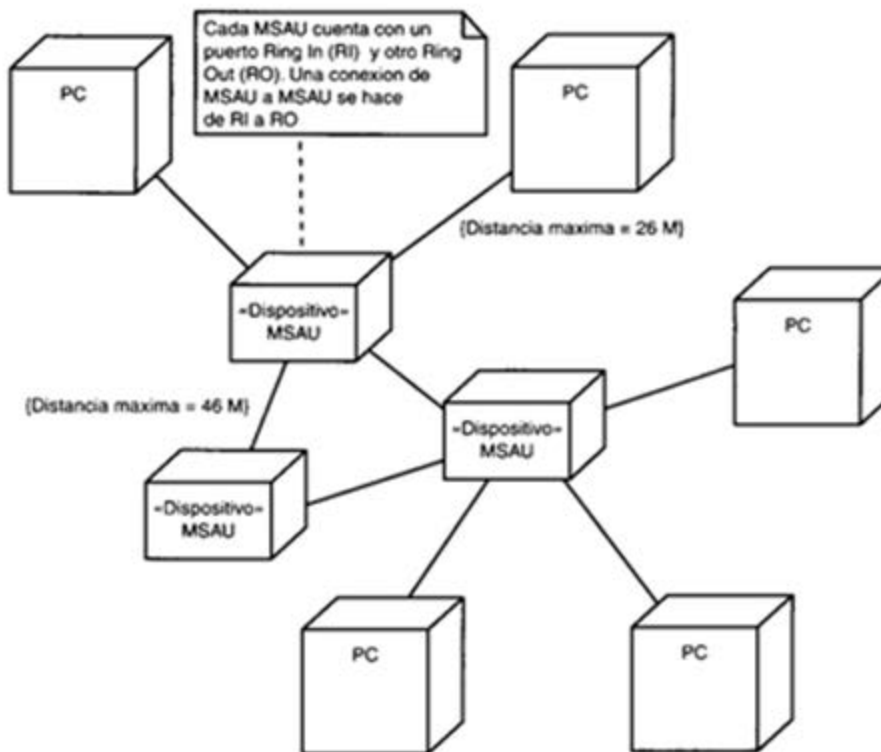 Cada MSAU cuenta con un
puerto Ring In (RI) y otro Ring
Out (RO). Una conexion de
MSAU a MSAU se hace
de RI a RO
PC
PC
{Distancia maxima = 26 M}
«Dispositivo»
MSAU
PC
{Distancia maxima = 46 M}
«Dispositivo»
MSAU
«Dispositivo»
MSAU
PC
PC